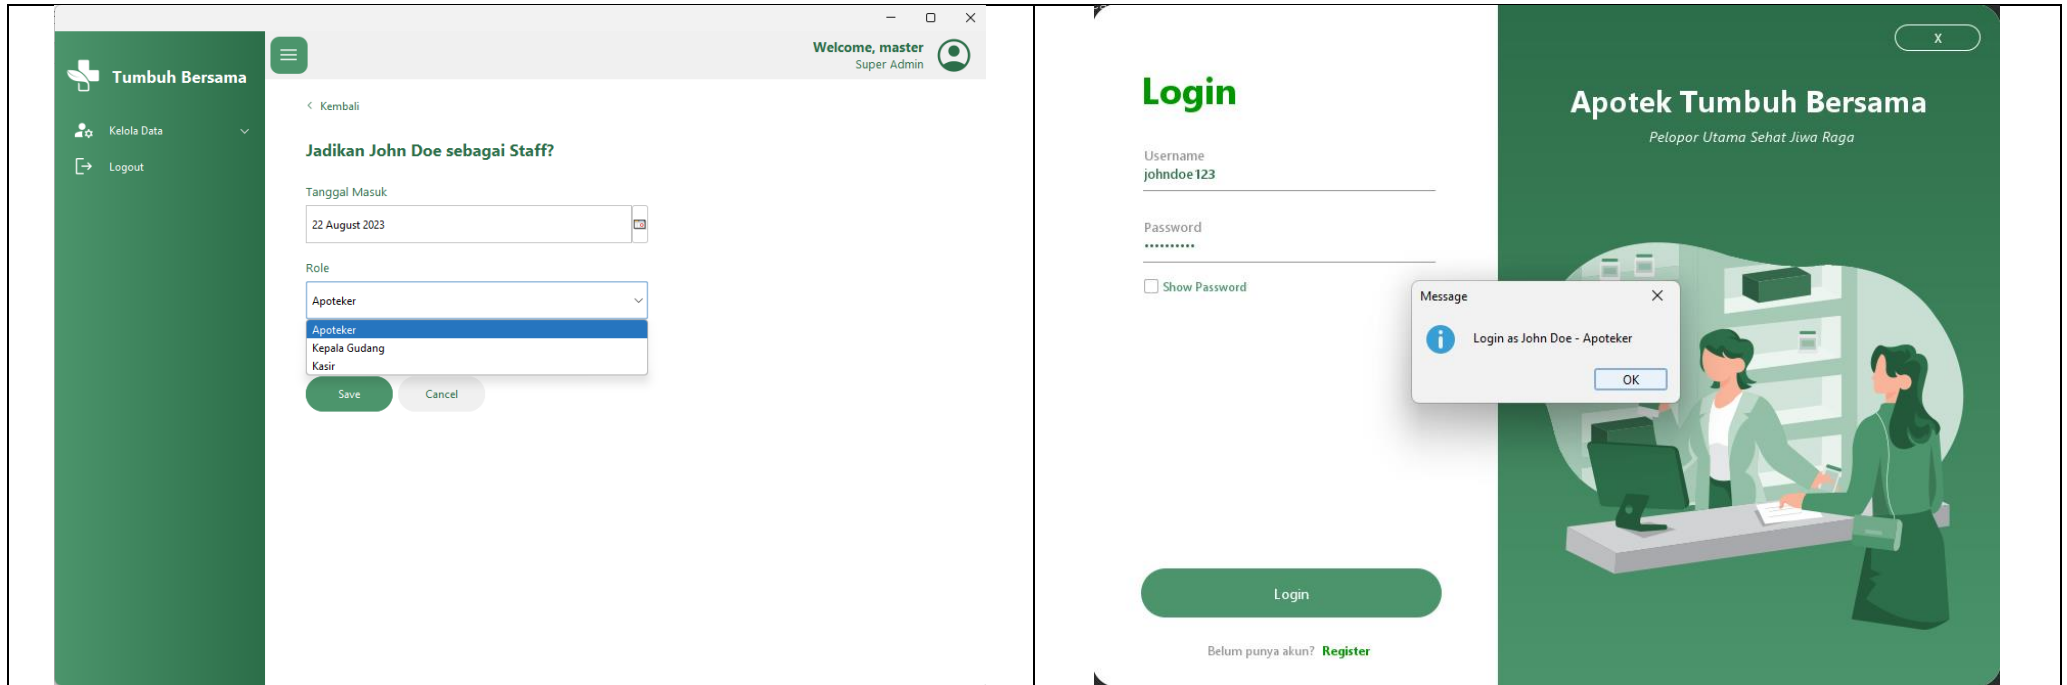 Welcome, master
Super Admin
Tumbuh Bersama
Kelola Data
Logout
< Kembali
Jadikan John Doe sebagai Staff?
Tanggal Masuk
22 August 2023
Role
Apoteker
Apoteker
Kepala Gudang
Kasir
Save
Cancel
Login
Username
johndoe123
Password
••••••••••
Show Password
Message
Login as John Doe - Apoteker
OK
Login
Belum punya akun? Register
X
Apotek Tumbuh Bersama
Pelopor Utama Sehat Jiwa Raga